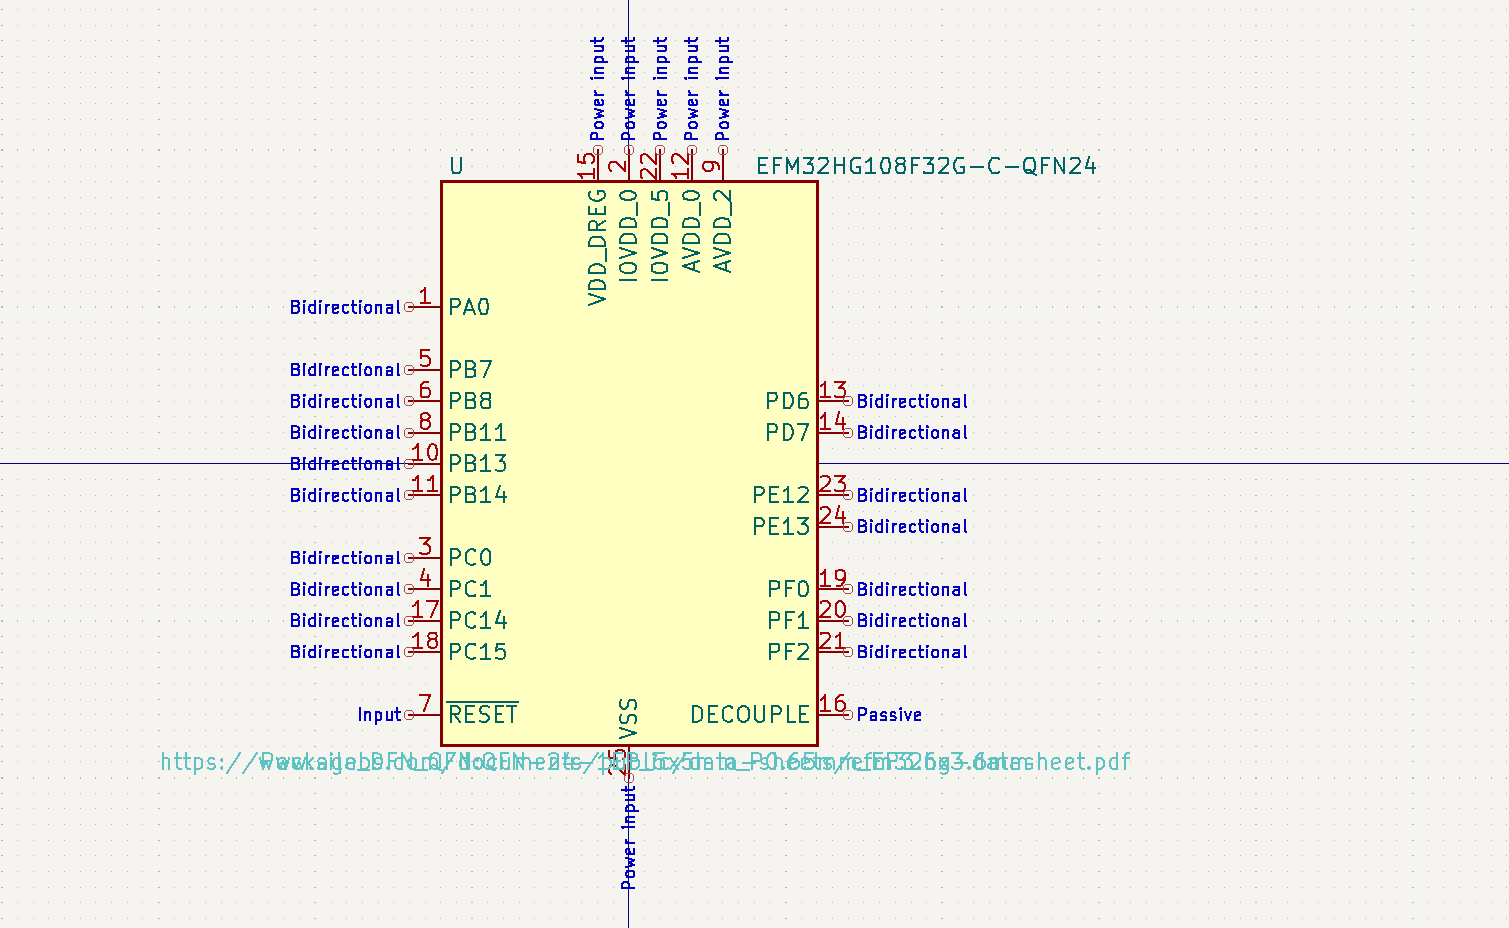 Power input
Power input
Power input
Power input
Power input
15
2
22
12
9
U
EFM32HG108F32G-C-QFN24
VDD_DREG
IOVDD_0
IOVDD_5
AVDD_0
AVDD_2
Bidirectional 1 PA0
Bidirectional 5 PB7
Bidirectional 6 PB8
PD6 13 Bidirectional
Bidirectional 8 PB11
PD7 14 Bidirectional
Bidirectional 10 PB13
Bidirectional 11 PB14
PE12 23 Bidirectional
PE13 24 Bidirectional
Bidirectional 3 PC0
Bidirectional 4 PC1
PF0 19 Bidirectional
Bidirectional 17 PC14
PF1 20 Bidirectional
Bidirectional 18 PC15
PF2 21 Bidirectional
Input 7 RESET
DECOUPLE 16 Passive
VSS
25
Power input